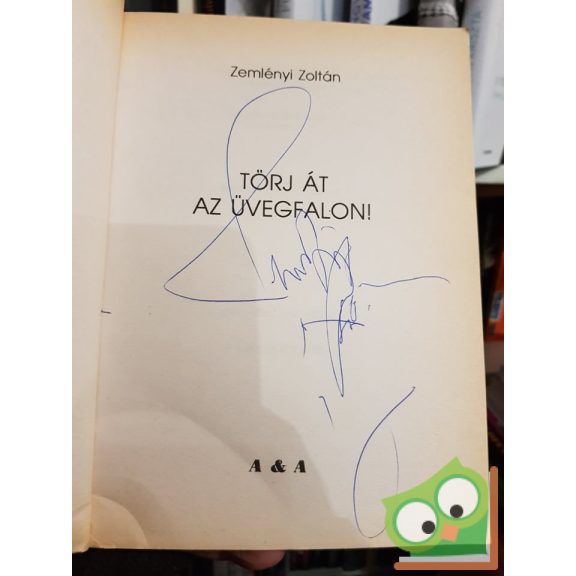 Zemlényi Zoltán
TÖRJ ÁT
AZ ÜVEGFALON!
A & A